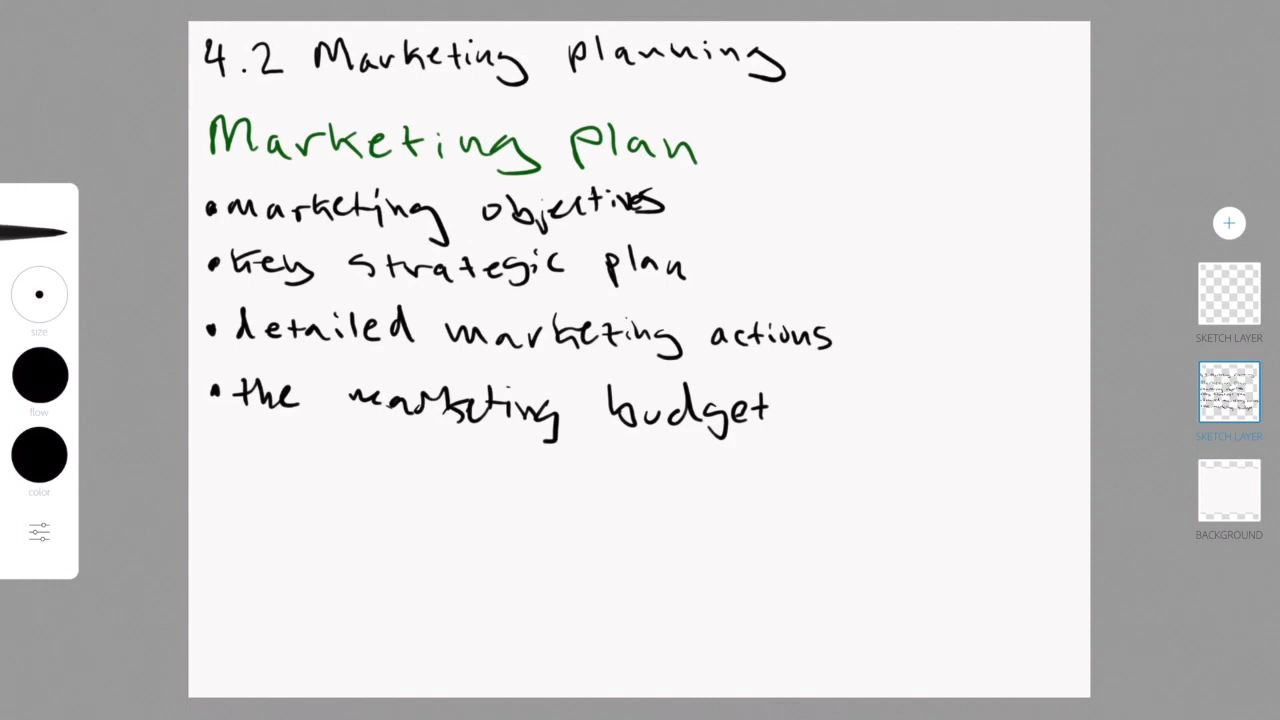 4.2 Marketing planning
Marketing plan
• marketing objectives
• key strategic plan
• detailed marketing actions
• the marketing budget
size
flow
color
+
SKETCH LAYER
SKETCH LAYER
BACKGROUND